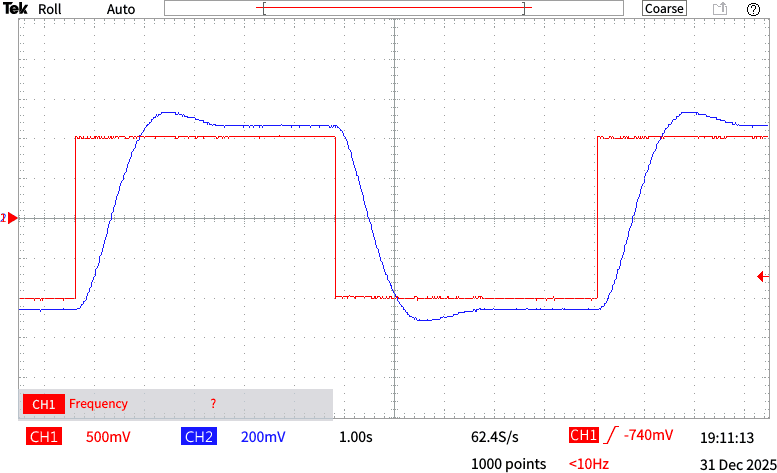 Tek Roll Auto Coarse ?
2
CH1 Frequency ?
CH1 500mV CH2 200mV 1.00s 62.4S/s CH1 -740mV 19:11:13
1000 points <10Hz 31 Dec 2025